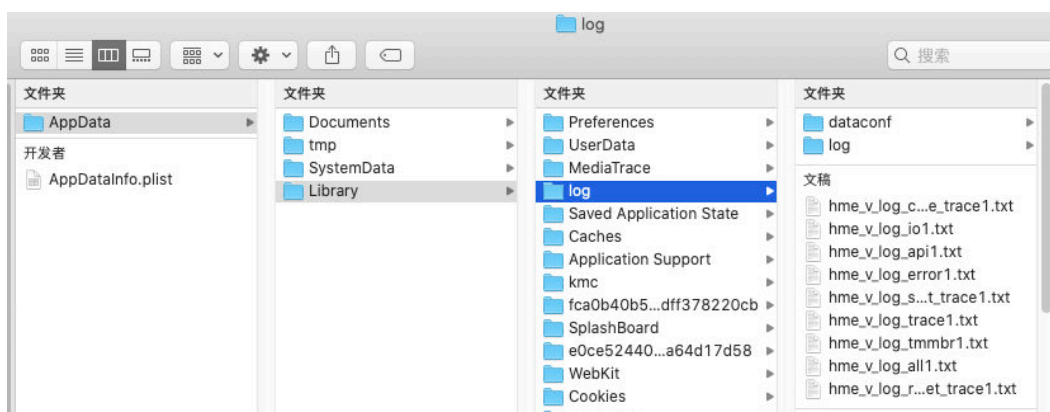 log
搜索
文件夹
AppData
开发者
AppDataInfo.plist
文件夹
Documents
tmp
SystemData
Library
文件夹
Preferences
UserData
MediaTrace
log
Saved Application State
Caches
Application Support
kmc
fca0b40b5...dff378220cb
SplashBoard
e0ce52440...a64d17d58
WebKit
Cookies
文件夹
dataconf
log
文稿
hme_v_log_c...e_trace1.txt
hme_v_log_io1.txt
hme_v_log_api1.txt
hme_v_log_error1.txt
hme_v_log_s...t_trace1.txt
hme_v_log_trace1.txt
hme_v_log_tmmbr1.txt
hme_v_log_all1.txt
hme_v_log_r...et_trace1.txt